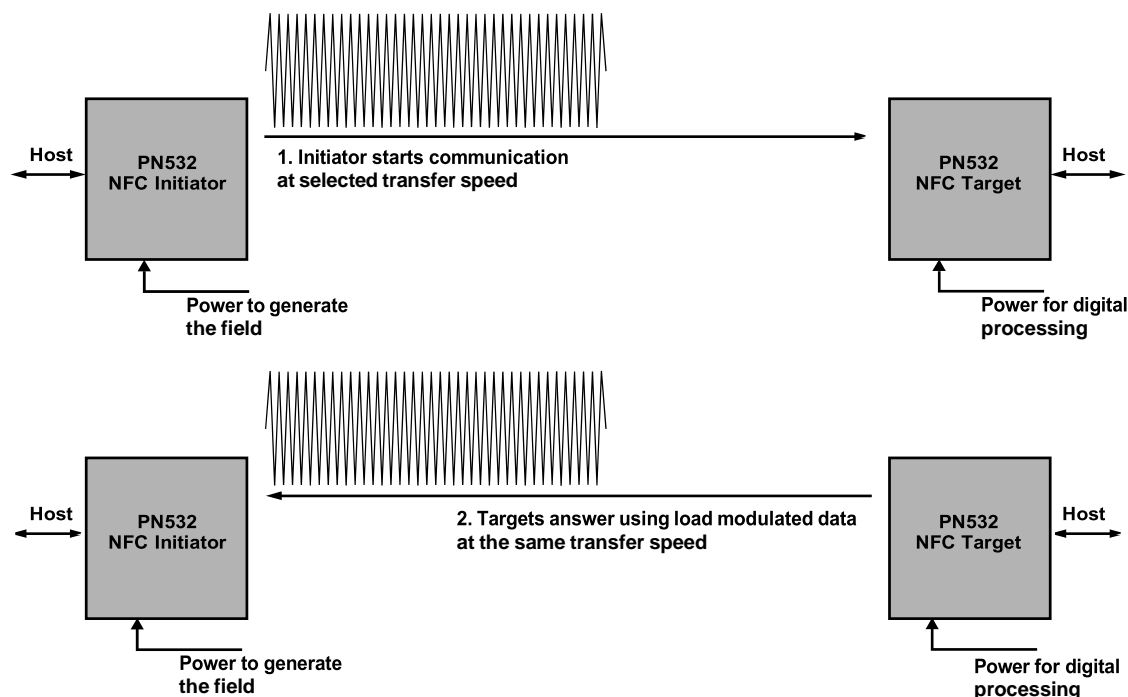 Host
PN532
NFC Initiator
1. Initiator starts communication
at selected transfer speed
PN532
NFC Target
Host
Power to generate
the field
Power for digital
processing
Host
PN532
NFC Initiator
2. Targets answer using load modulated data
at the same transfer speed
PN532
NFC Target
Host
Power to generate
the field
Power for digital
processing